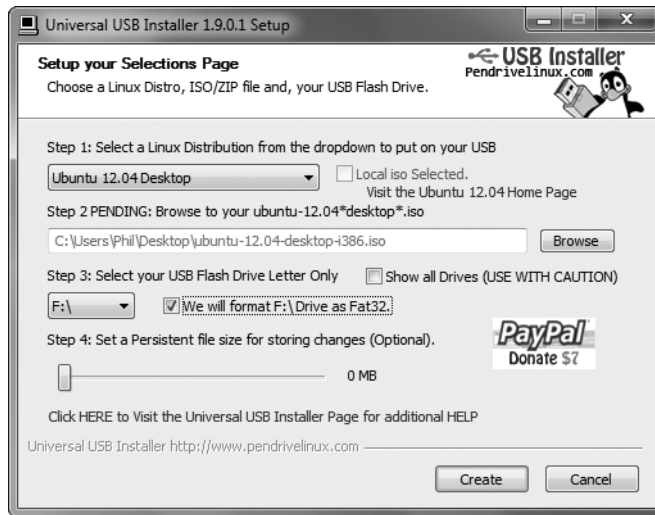 Universal USB Installer 1.9.0.1 Setup
Setup your Selections Page
Choose a Linux Distro, ISO/ZIP file and, your USB Flash Drive.
USB Installer
Pendrivelinux.com
Step 1: Select a Linux Distribution from the dropdown to put on your USB
Ubuntu 12.04 Desktop
Local iso Selected.
Visit the Ubuntu 12.04 Home Page
Step 2 PENDING: Browse to your ubuntu-12.04*desktop*.iso
C:\Users\Phil\Desktop\ubuntu-12.04-desktop-i386.iso
Browse
Step 3: Select your USB Flash Drive Letter Only
Show all Drives (USE WITH CAUTION)
F:\
We will format F:\ Drive as Fat32.
Step 4: Set a Persistent file size for storing changes (Optional).
PayPal
Donate $7
0 MB
Click HERE to Visit the Universal USB Installer Page for additional HELP
Universal USB Installer http://www.pendrivelinux.com
Create
Cancel